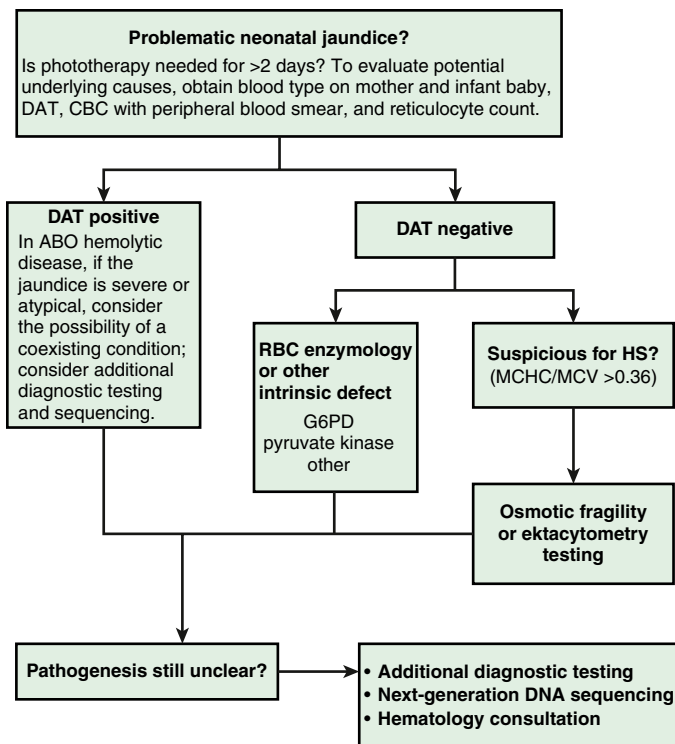 Problematic neonatal jaundice?
Is phototherapy needed for >2 days? To evaluate potential
underlying causes, obtain blood type on mother and infant baby,
DAT, CBC with peripheral blood smear, and reticulocyte count.
DAT positive
In ABO hemolytic
disease, if the
jaundice is severe or
atypical, consider
the possibility of a
coexisting condition;
consider additional
diagnostic testing
and sequencing.
DAT negative
RBC enzymology
or other
intrinsic defect
G6PD
pyruvate kinase
other
Suspicious for HS?
(MCHC/MCV >0.36)
Osmotic fragility
or ektacytometry
testing
Pathogenesis still unclear?
• Additional diagnostic testing
• Next-generation DNA sequencing
• Hematology consultation